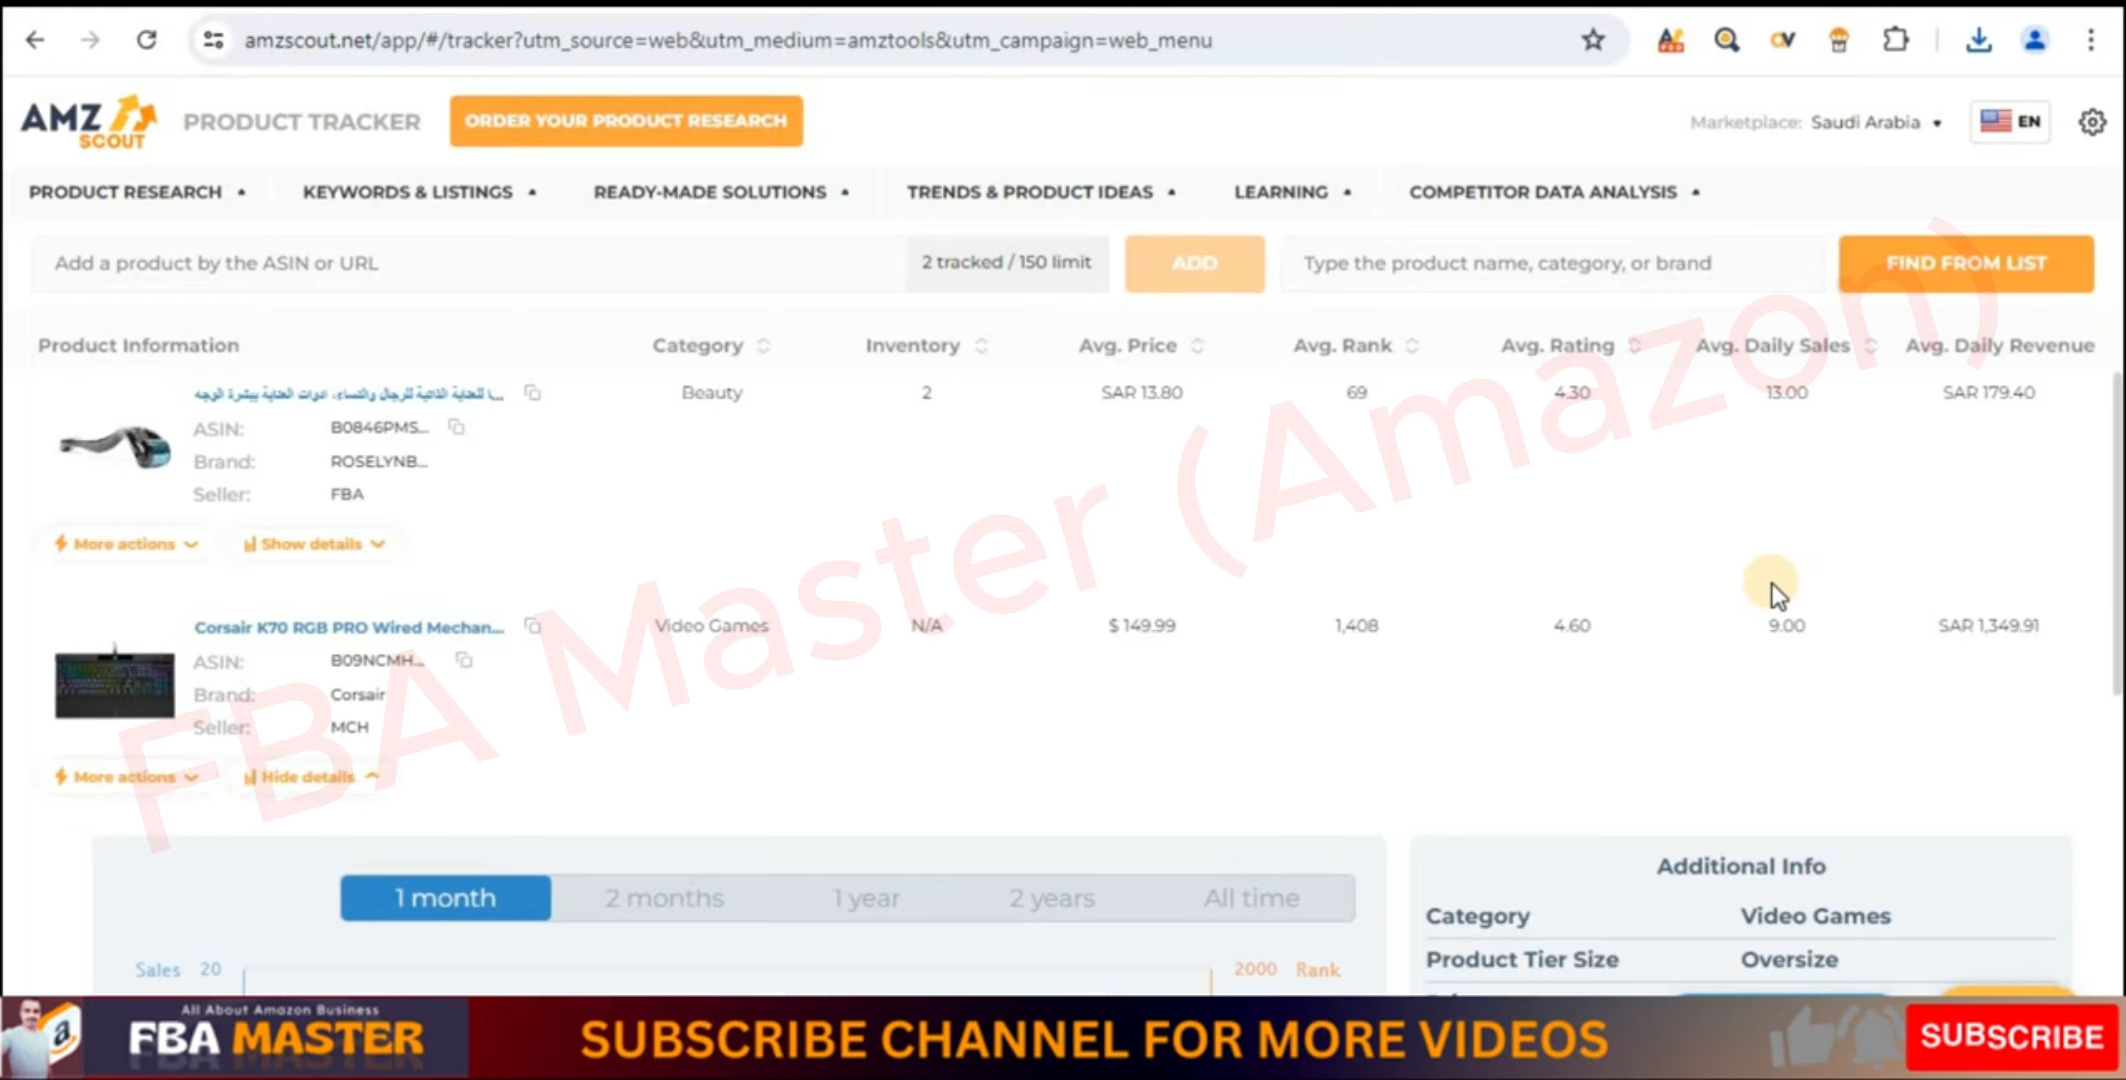 amzscout.net/app/#/tracker?utm_source=web&utm_medium=amztools&utm_campaign=web_menu
AMZ SCOUT
PRODUCT TRACKER
ORDER YOUR PRODUCT RESEARCH
Marketplace: Saudi Arabia
EN
PRODUCT RESEARCH
KEYWORDS & LISTINGS
READY-MADE SOLUTIONS
TRENDS & PRODUCT IDEAS
LEARNING
COMPETITOR DATA ANALYSIS
Add a product by the ASIN or URL
2 tracked / 150 limit
ADD
Type the product name, category, or brand
FIND FROM LIST
Product Information Category Inventory Avg. Price Avg. Rank Avg. Rating Avg. Daily Sales Avg. Daily Revenue
للعناية الذاتية للرجال والنساء، ادوات العناية ببشرة الوجه... Beauty 2 SAR 13.80 69 4.30 13.00 SAR 179.40
ASIN: B0846PMS...
Brand: ROSELYNB...
Seller: FBA
More actions Show details
Corsair K70 RGB PRO Wired Mechan... Video Games N/A $ 149.99 1,408 4.60 9.00 SAR 1,349.91
ASIN: B09NCMH...
Brand: Corsair
Seller: MCH
More actions Hide details
1 month 2 months 1 year 2 years All time
Sales 20 2000 Rank
Additional Info
Category Video Games
Product Tier Size Oversize
FBA Master (Amazon)
All About Amazon Business
FBA MASTER
SUBSCRIBE CHANNEL FOR MORE VIDEOS
SUBSCRIBE